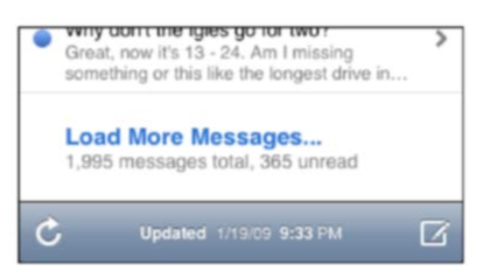 Why don't the Igles go for two?
Great, now it's 13 - 24. Am I missing
something or this like the longest drive in...
Load More Messages...
1,995 messages total, 365 unread
Updated 1/19/09 9:33 PM